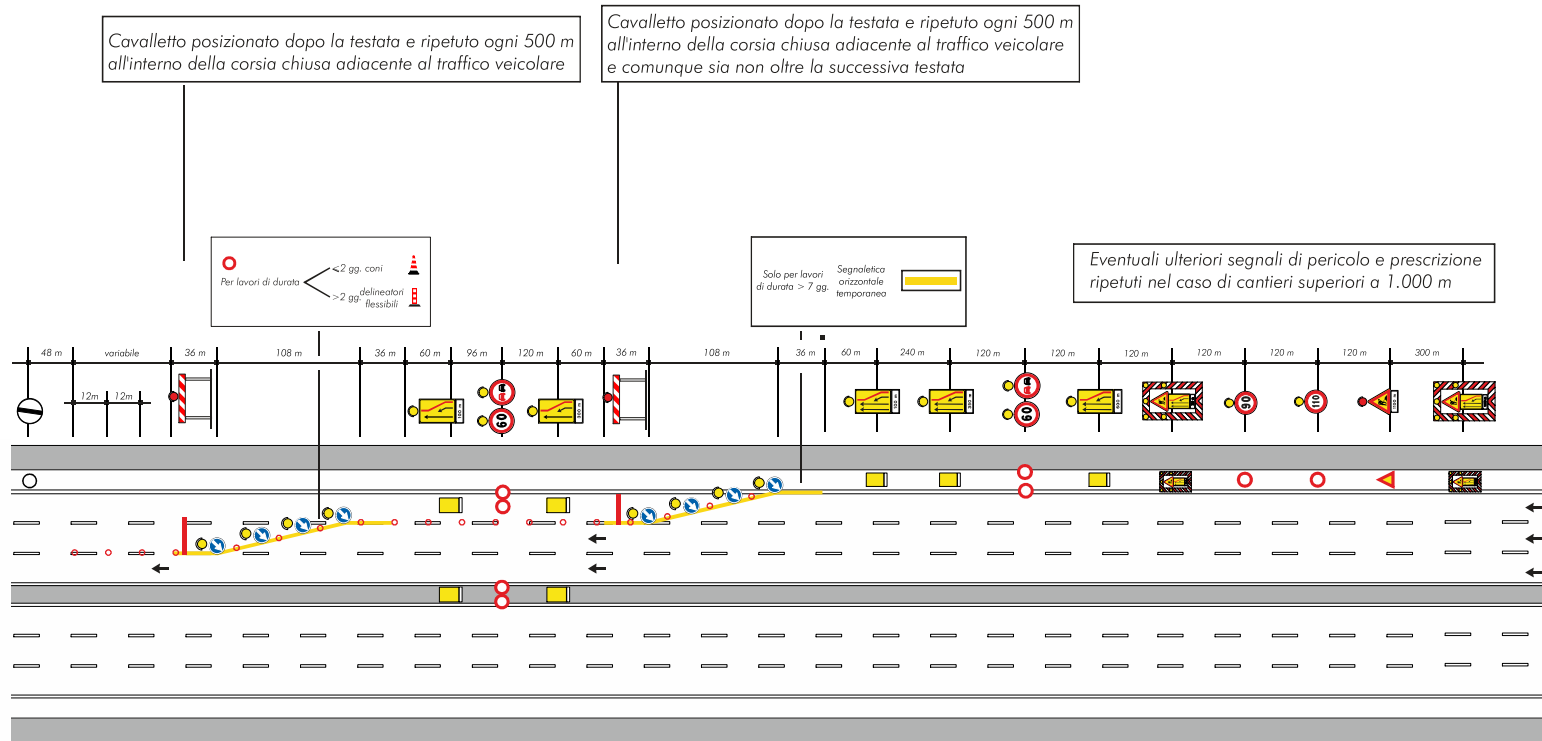 Cavalletto posizionato dopo la testata e ripetuto ogni 500 m
all'interno della corsia chiusa adiacente al traffico veicolare
Cavalletto posizionato dopo la testata e ripetuto ogni 500 m
all'interno della corsia chiusa adiacente al traffico veicolare
e comunque sia non oltre la successiva testata
Per lavori di durata
⩽2 gg. coni
>2 gg. delineatori
flessibili
Solo per lavori
di durata > 7 gg.
Segnaletica
orizzontale
temporanea
Eventuali ulteriori segnali di pericolo e prescrizione
ripetuti nel caso di cantieri superiori a 1.000 m
48 m variabile 36 m 108 m 36 m 60 m 96 m 120 m 60 m 36 m 108 m 36 m 60 m 240 m 120 m 120 m 120 m 120 m 120 m 120 m 300 m
12m 12m
60
60
90
110